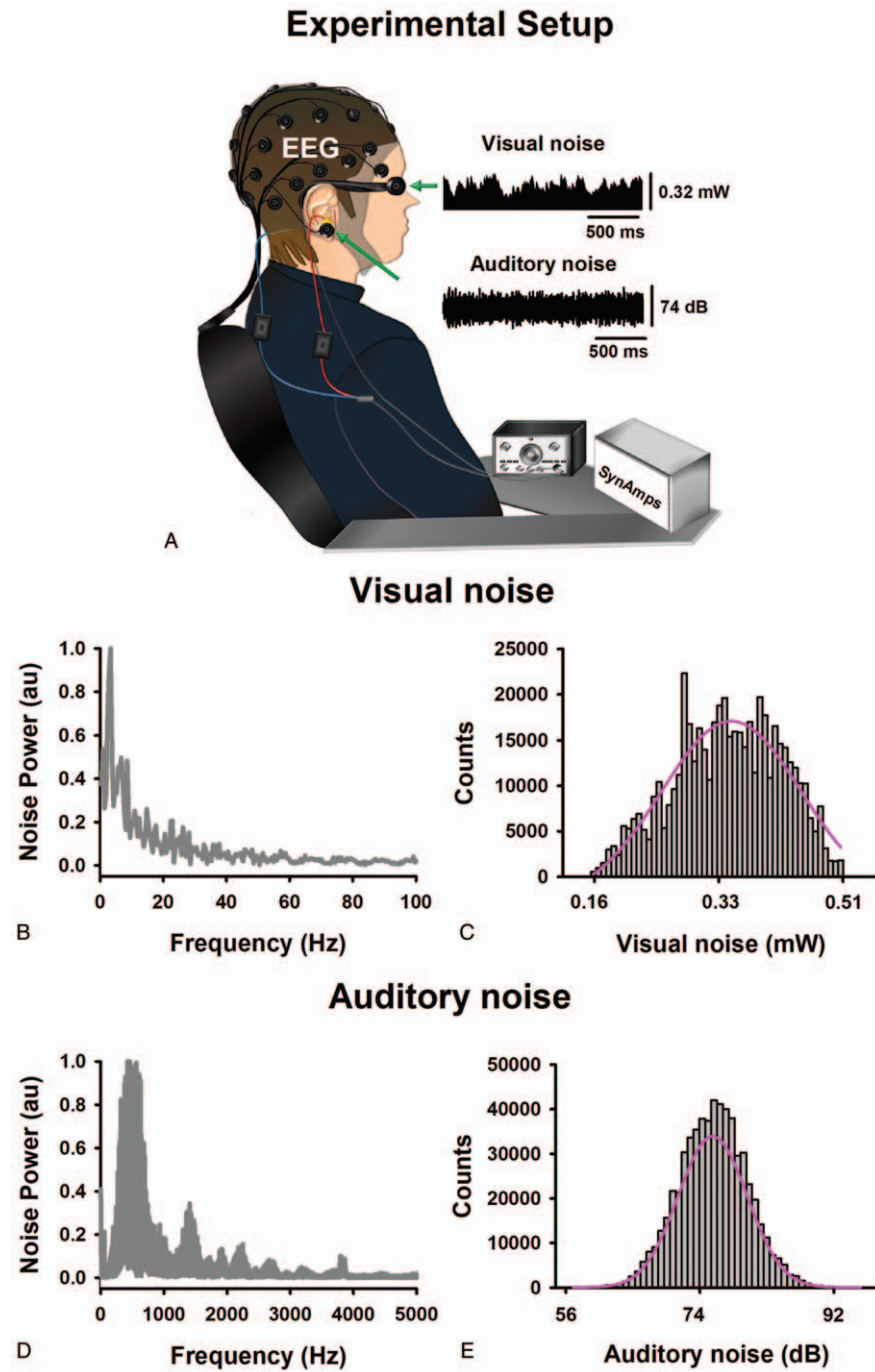 Experimental Setup
EEG
Visual noise
0.32 mW
500 ms
Auditory noise
74 dB
500 ms
SynAmps
A
Visual noise
1.0
0.8
0.6
0.4
0.2
0.0
Noise Power (au)
0 20 40 60 80 100
Frequency (Hz)
B
25000
20000
15000
10000
5000
0
Counts
0.16 0.33 0.51
Visual noise (mW)
C
Auditory noise
1.0
0.8
0.6
0.4
0.2
0.0
Noise Power (au)
0 1000 2000 3000 4000 5000
Frequency (Hz)
D
50000
40000
30000
20000
10000
0
Counts
56 74 92
Auditory noise (dB)
E